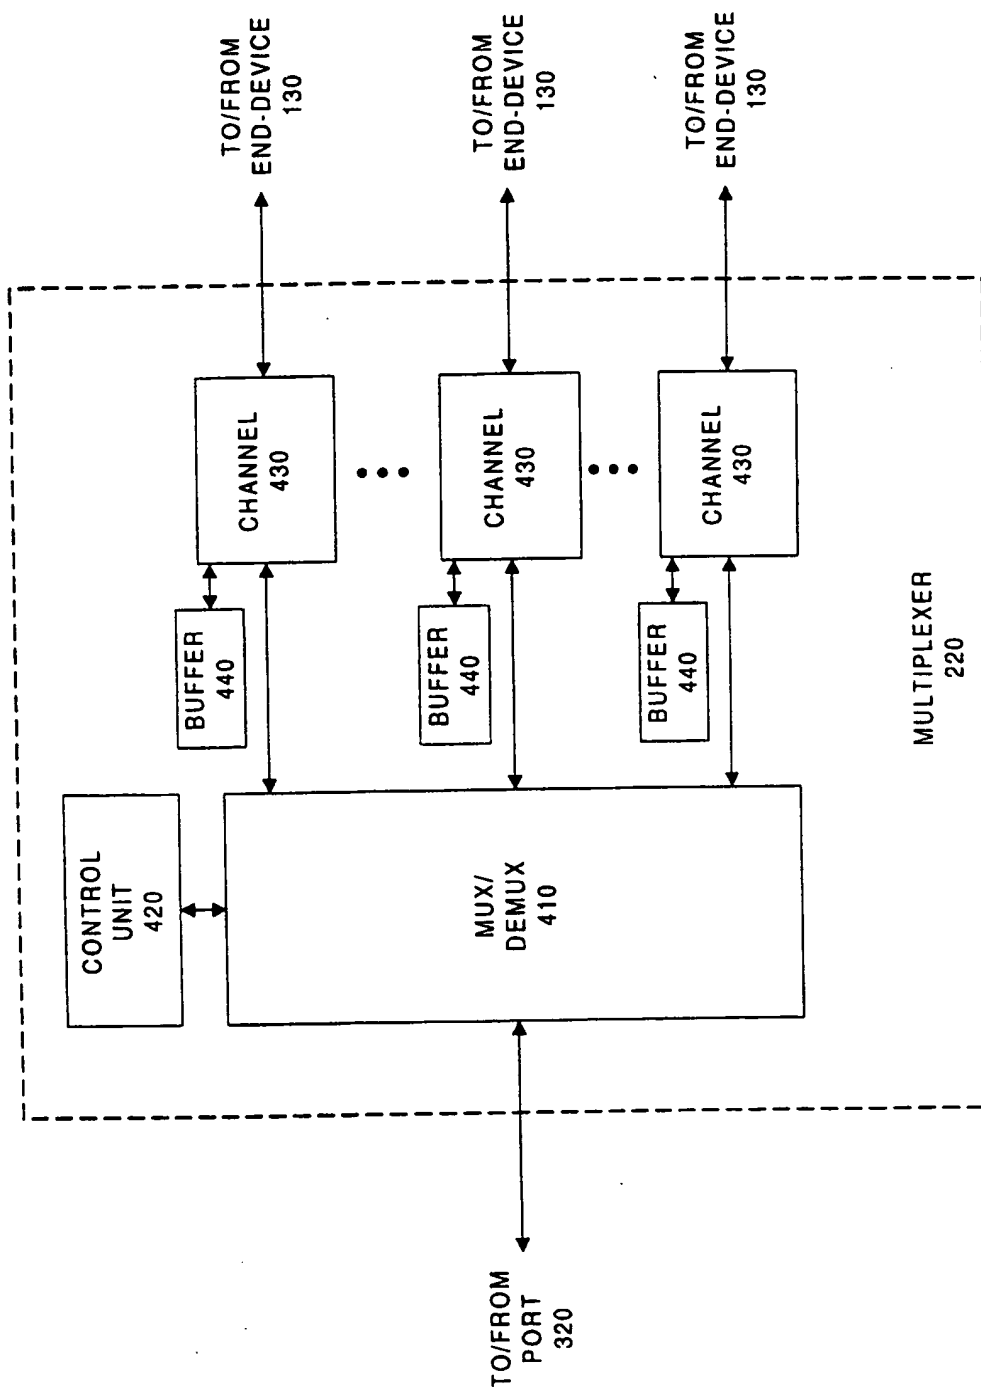 CONTROL
UNIT
420
MUX/
DEMUX
410
TO/FROM
PORT
320
BUFFER
440
BUFFER
440
BUFFER
440
CHANNEL
430
CHANNEL
430
CHANNEL
430
TO/FROM
END-DEVICE
130
TO/FROM
END-DEVICE
130
TO/FROM
END-DEVICE
130
MULTIPLEXER
220